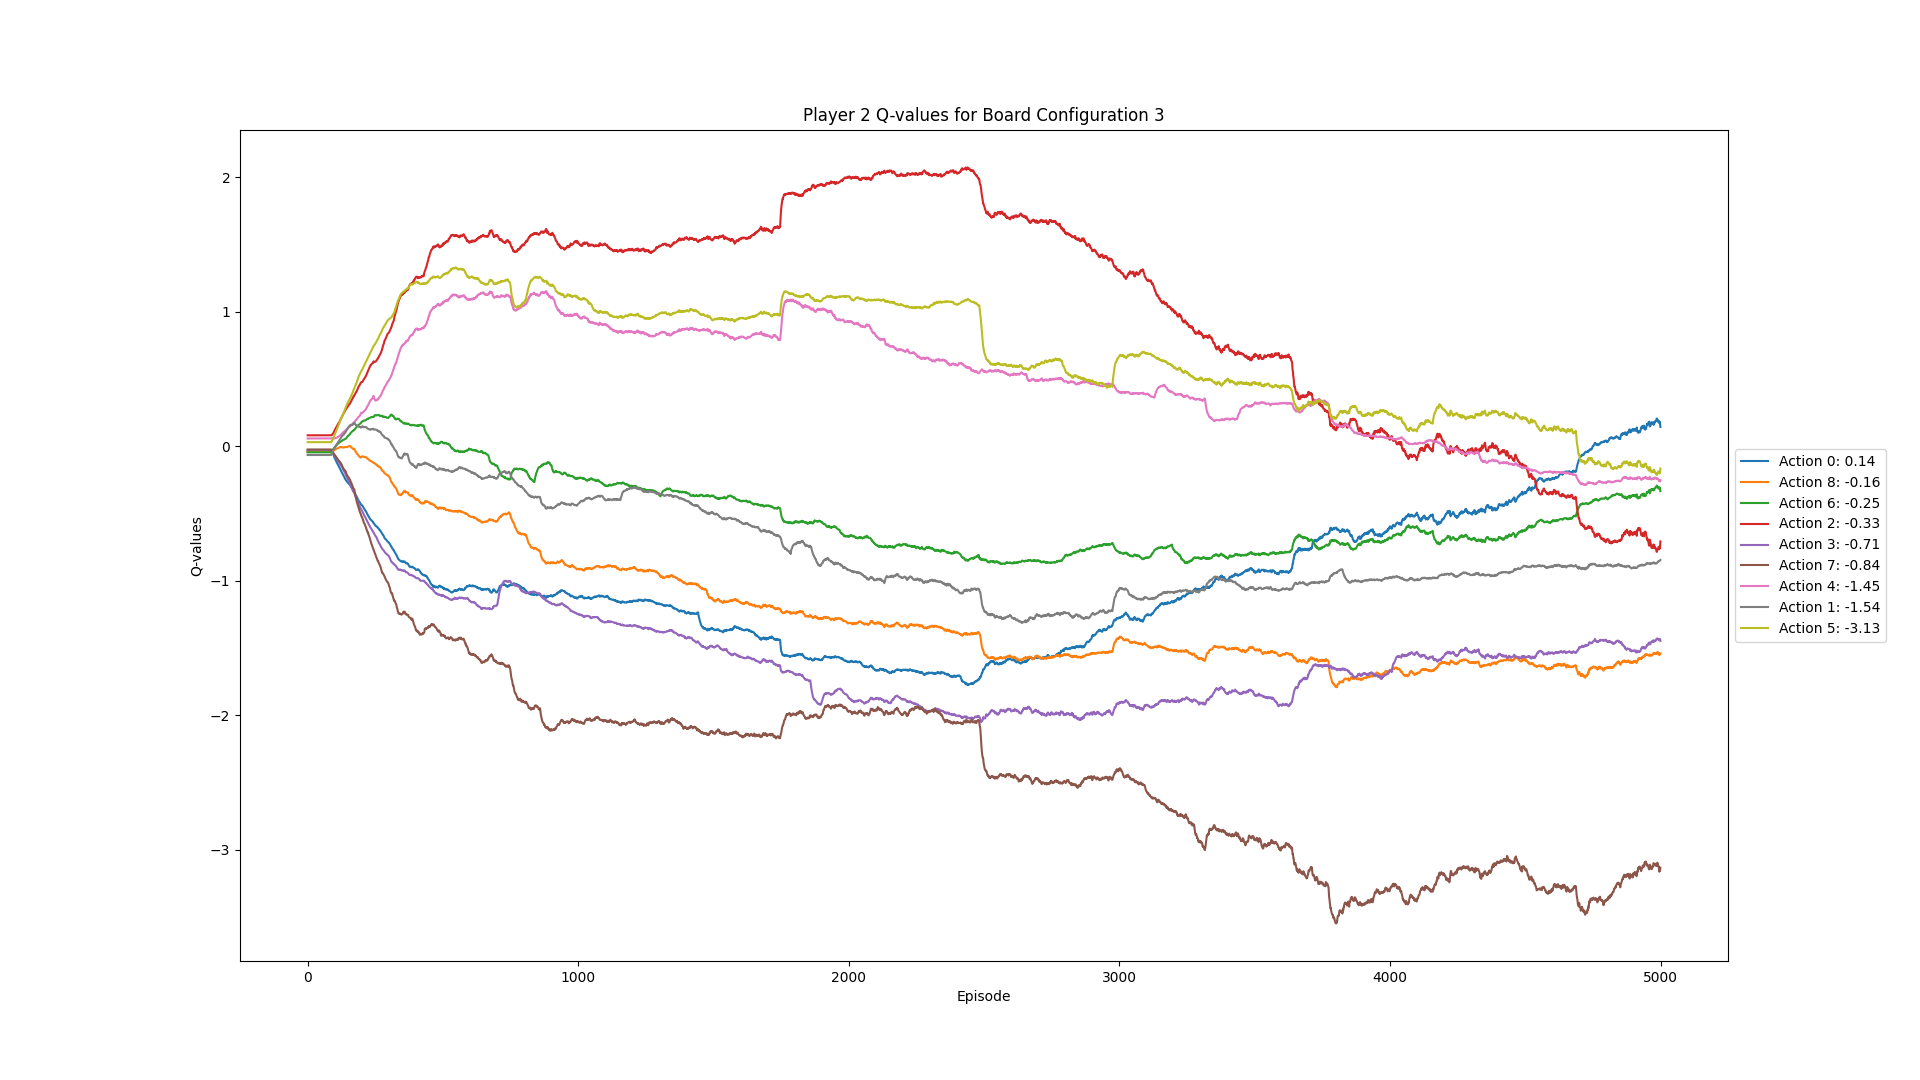 Player 2 Q-values for Board Configuration 3
Q-values
2
1
0
−1
−2
−3
0
1000
2000
3000
4000
5000
Episode
Action 0: 0.14
Action 8: -0.16
Action 6: -0.25
Action 2: -0.33
Action 3: -0.71
Action 7: -0.84
Action 4: -1.45
Action 1: -1.54
Action 5: -3.13